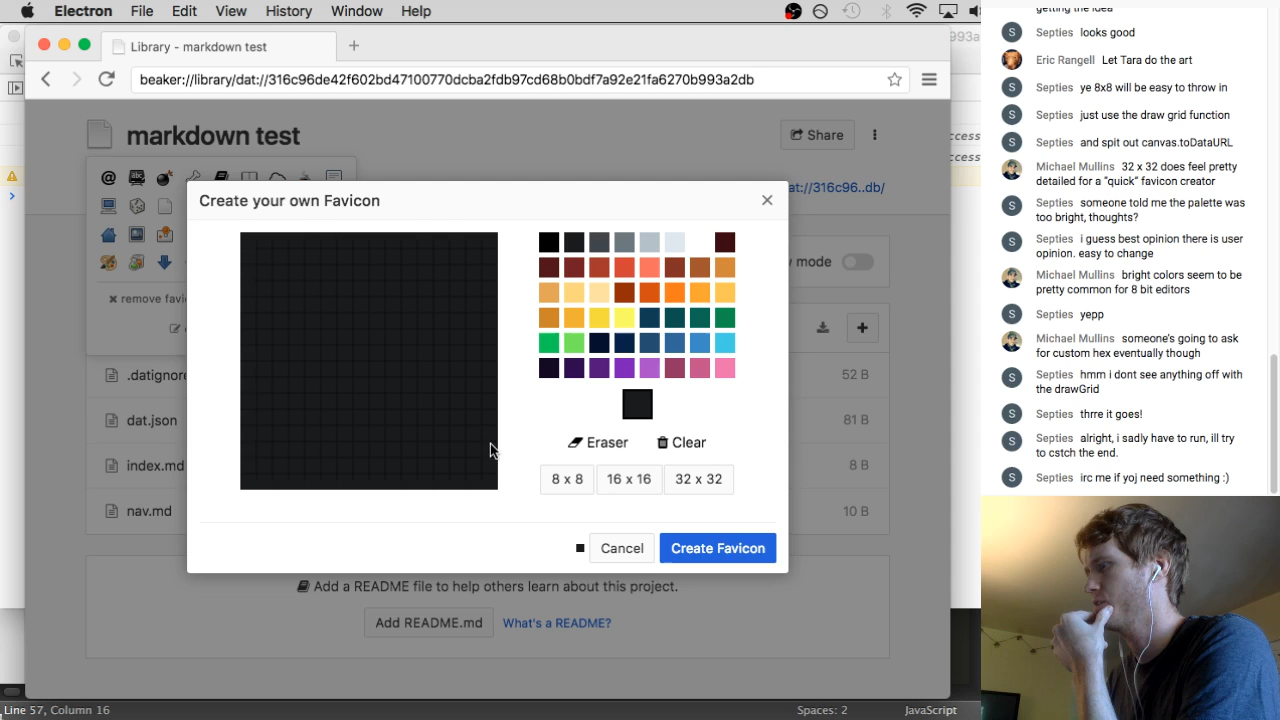 Electron File Edit View History Window Help
Library - markdown test
beaker://library/dat://316c96de42f602bd47100770dcba2fdb97cd68b0bdf7a92e21fa6270b993a2db
markdown test
Share
@
at://316c96..db/
Create your own Favicon
remove favi
mode
.datignore
52 B
dat.json
81 B
index.md
8 B
nav.md
10 B
Eraser Clear
8 x 8 16 x 16 32 x 32
Cancel Create Favicon
Add a README file to help others learn about this project.
Add README.md What's a README?
Line 57, Column 16 Spaces: 2 JavaScript
993a
ccess
ccess
getting the idea
Septies looks good
Eric Rangell Let Tara do the art
Septies ye 8x8 will be easy to throw in
Septies just use the draw grid function
Septies and spit out canvas.toDataURL
Michael Mullins 32 x 32 does feel pretty
detailed for a "quick" favicon creator
Septies someone told me the palette was
too bright, thoughts?
Septies i guess best opinion there is user
opinion. easy to change
Michael Mullins bright colors seem to be
pretty common for 8 bit editors
Septies yepp
Michael Mullins someone's going to ask
for custom hex eventually though
Septies hmm i dont see anything off with
the drawGrid
Septies thrre it goes!
Septies alright, i sadly have to run, ill try
to cstch the end.
Septies irc me if yoj need something :)